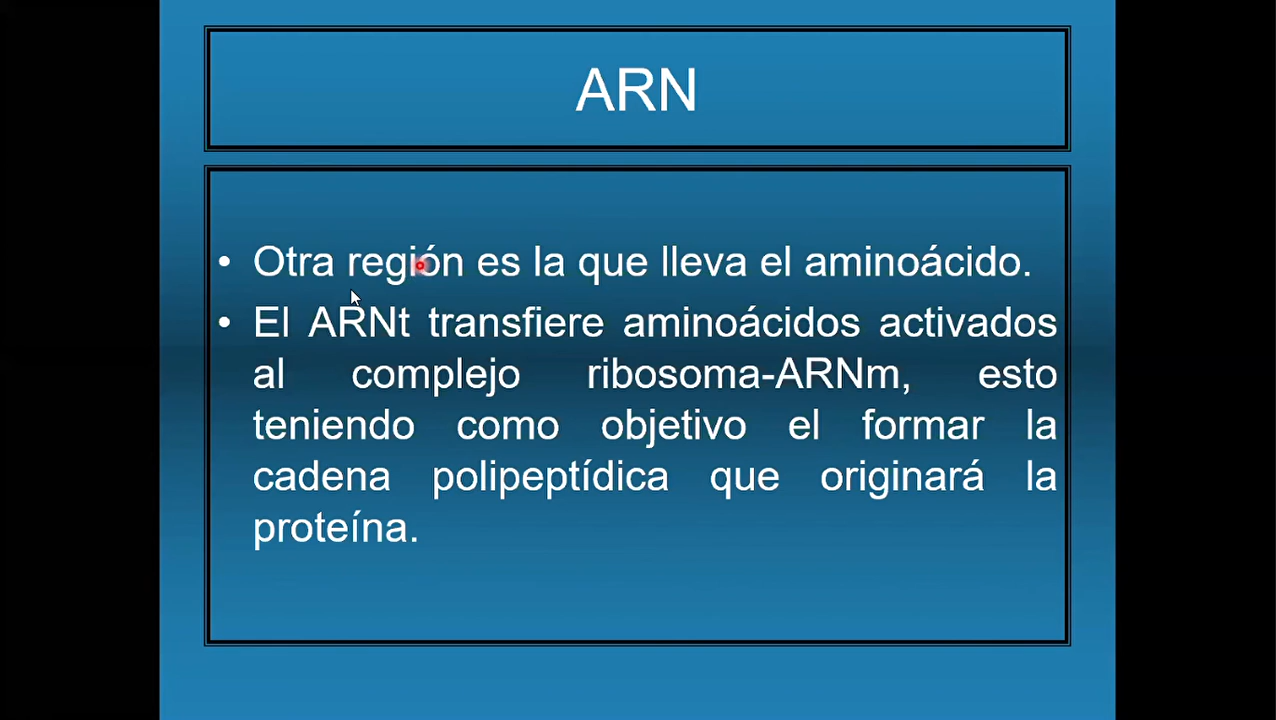 ARN
• Otra región es la que lleva el aminoácido.
• El ARNt transfiere aminoácidos activados
al complejo ribosoma-ARNm, esto
teniendo como objetivo el formar la
cadena polipeptídica que originará la
proteína.